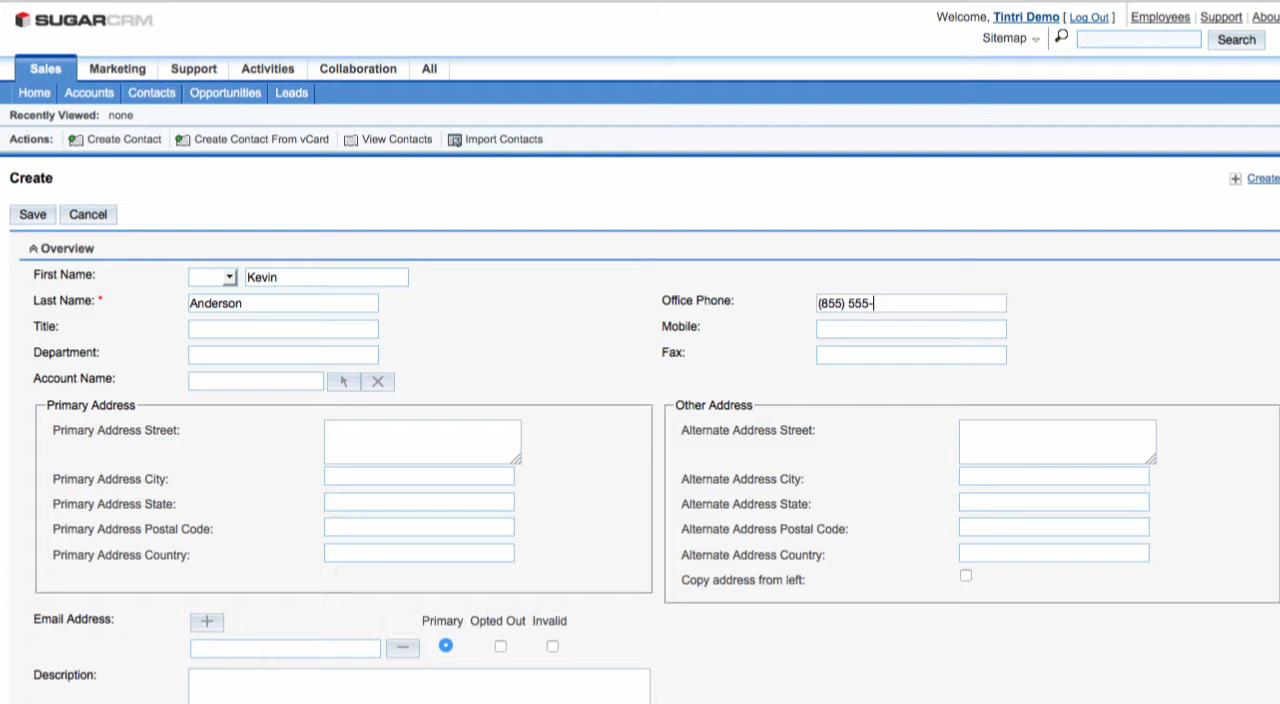 SUGARCRM
Welcome, Tintri Demo [ Log Out ] Employees Support Abou
Sitemap Search
Sales Marketing Support Activities Collaboration All
Home Accounts Contacts Opportunities Leads
Recently Viewed: none
Actions: Create Contact Create Contact From vCard View Contacts Import Contacts
Create
Create
Save Cancel
Overview
First Name: Kevin
Last Name: * Anderson Office Phone: (855) 555-
Title: Mobile:
Department: Fax:
Account Name:
Primary Address Other Address
Primary Address Street: Alternate Address Street:
Primary Address City: Alternate Address City:
Primary Address State: Alternate Address State:
Primary Address Postal Code: Alternate Address Postal Code:
Primary Address Country: Alternate Address Country:
Copy address from left:
Email Address: Primary Opted Out Invalid
Description: